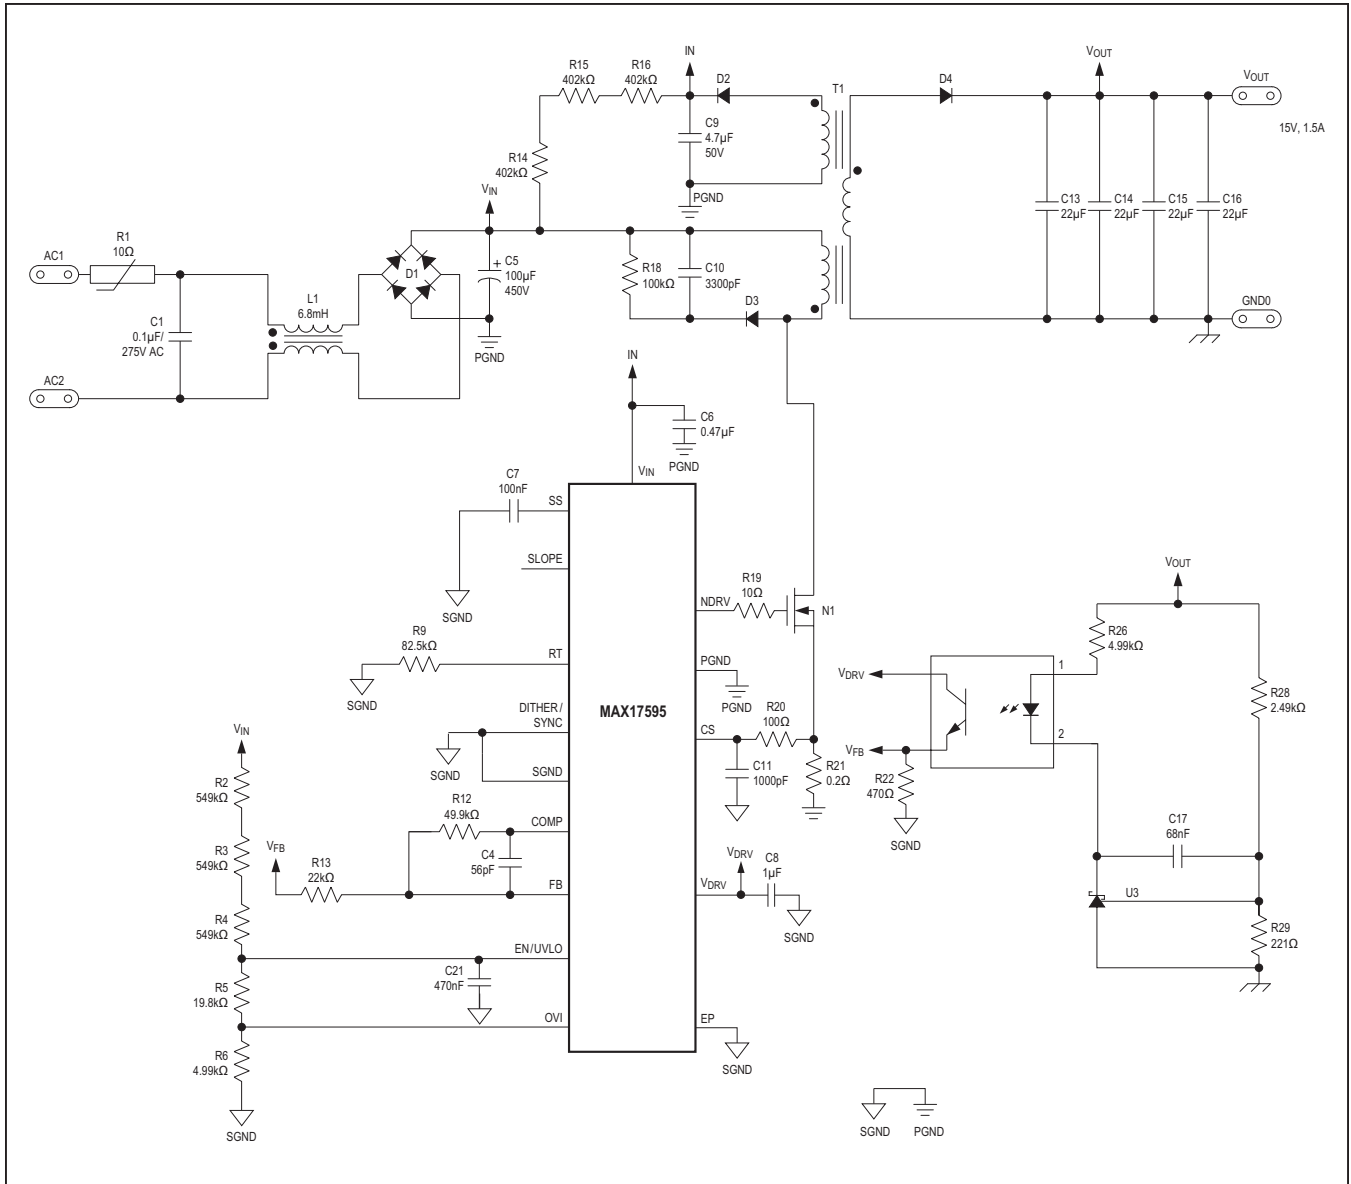 IN
VOUT
R15
402kΩ
R16
402kΩ
D2
T1
D4
VOUT
C9
4.7µF
50V
15V, 1.5A
R14
402kΩ
VIN
PGND
C13
22µF
C14
22µF
C15
22µF
C16
22µF
R1
10Ω
AC1
D1
+
C5
100µF
450V
R18
100kΩ
C10
3300pF
L1
6.8mH
D3
GND0
C1
0.1µF/
275V AC
PGND
AC2
IN
C6
0.47µF
PGND
VIN
C7
100nF
SS
SLOPE
SGND
R19
10Ω
NDRV
N1
VOUT
R9
82.5kΩ
RT
SGND
R26
4.99kΩ
PGND
PGND
VDRV
1
R28
2.49kΩ
DITHER/
SYNC
MAX17595
R20
100Ω
CS
2
VIN
SGND
SGND
VFB
C11
1000pF
R21
0.2Ω
R22
470Ω
SGND
R2
549kΩ
R12
49.9kΩ
COMP
C17
68nF
R3
549kΩ
VFB
R13
22kΩ
C4
56pF
FB
VDRV
C8
1µF
VDRV
SGND
U3
R4
549kΩ
R29
221Ω
EN/UVLO
C21
470nF
R5
19.8kΩ
OVI
EP
SGND
R6
4.99kΩ
SGND
SGND
PGND